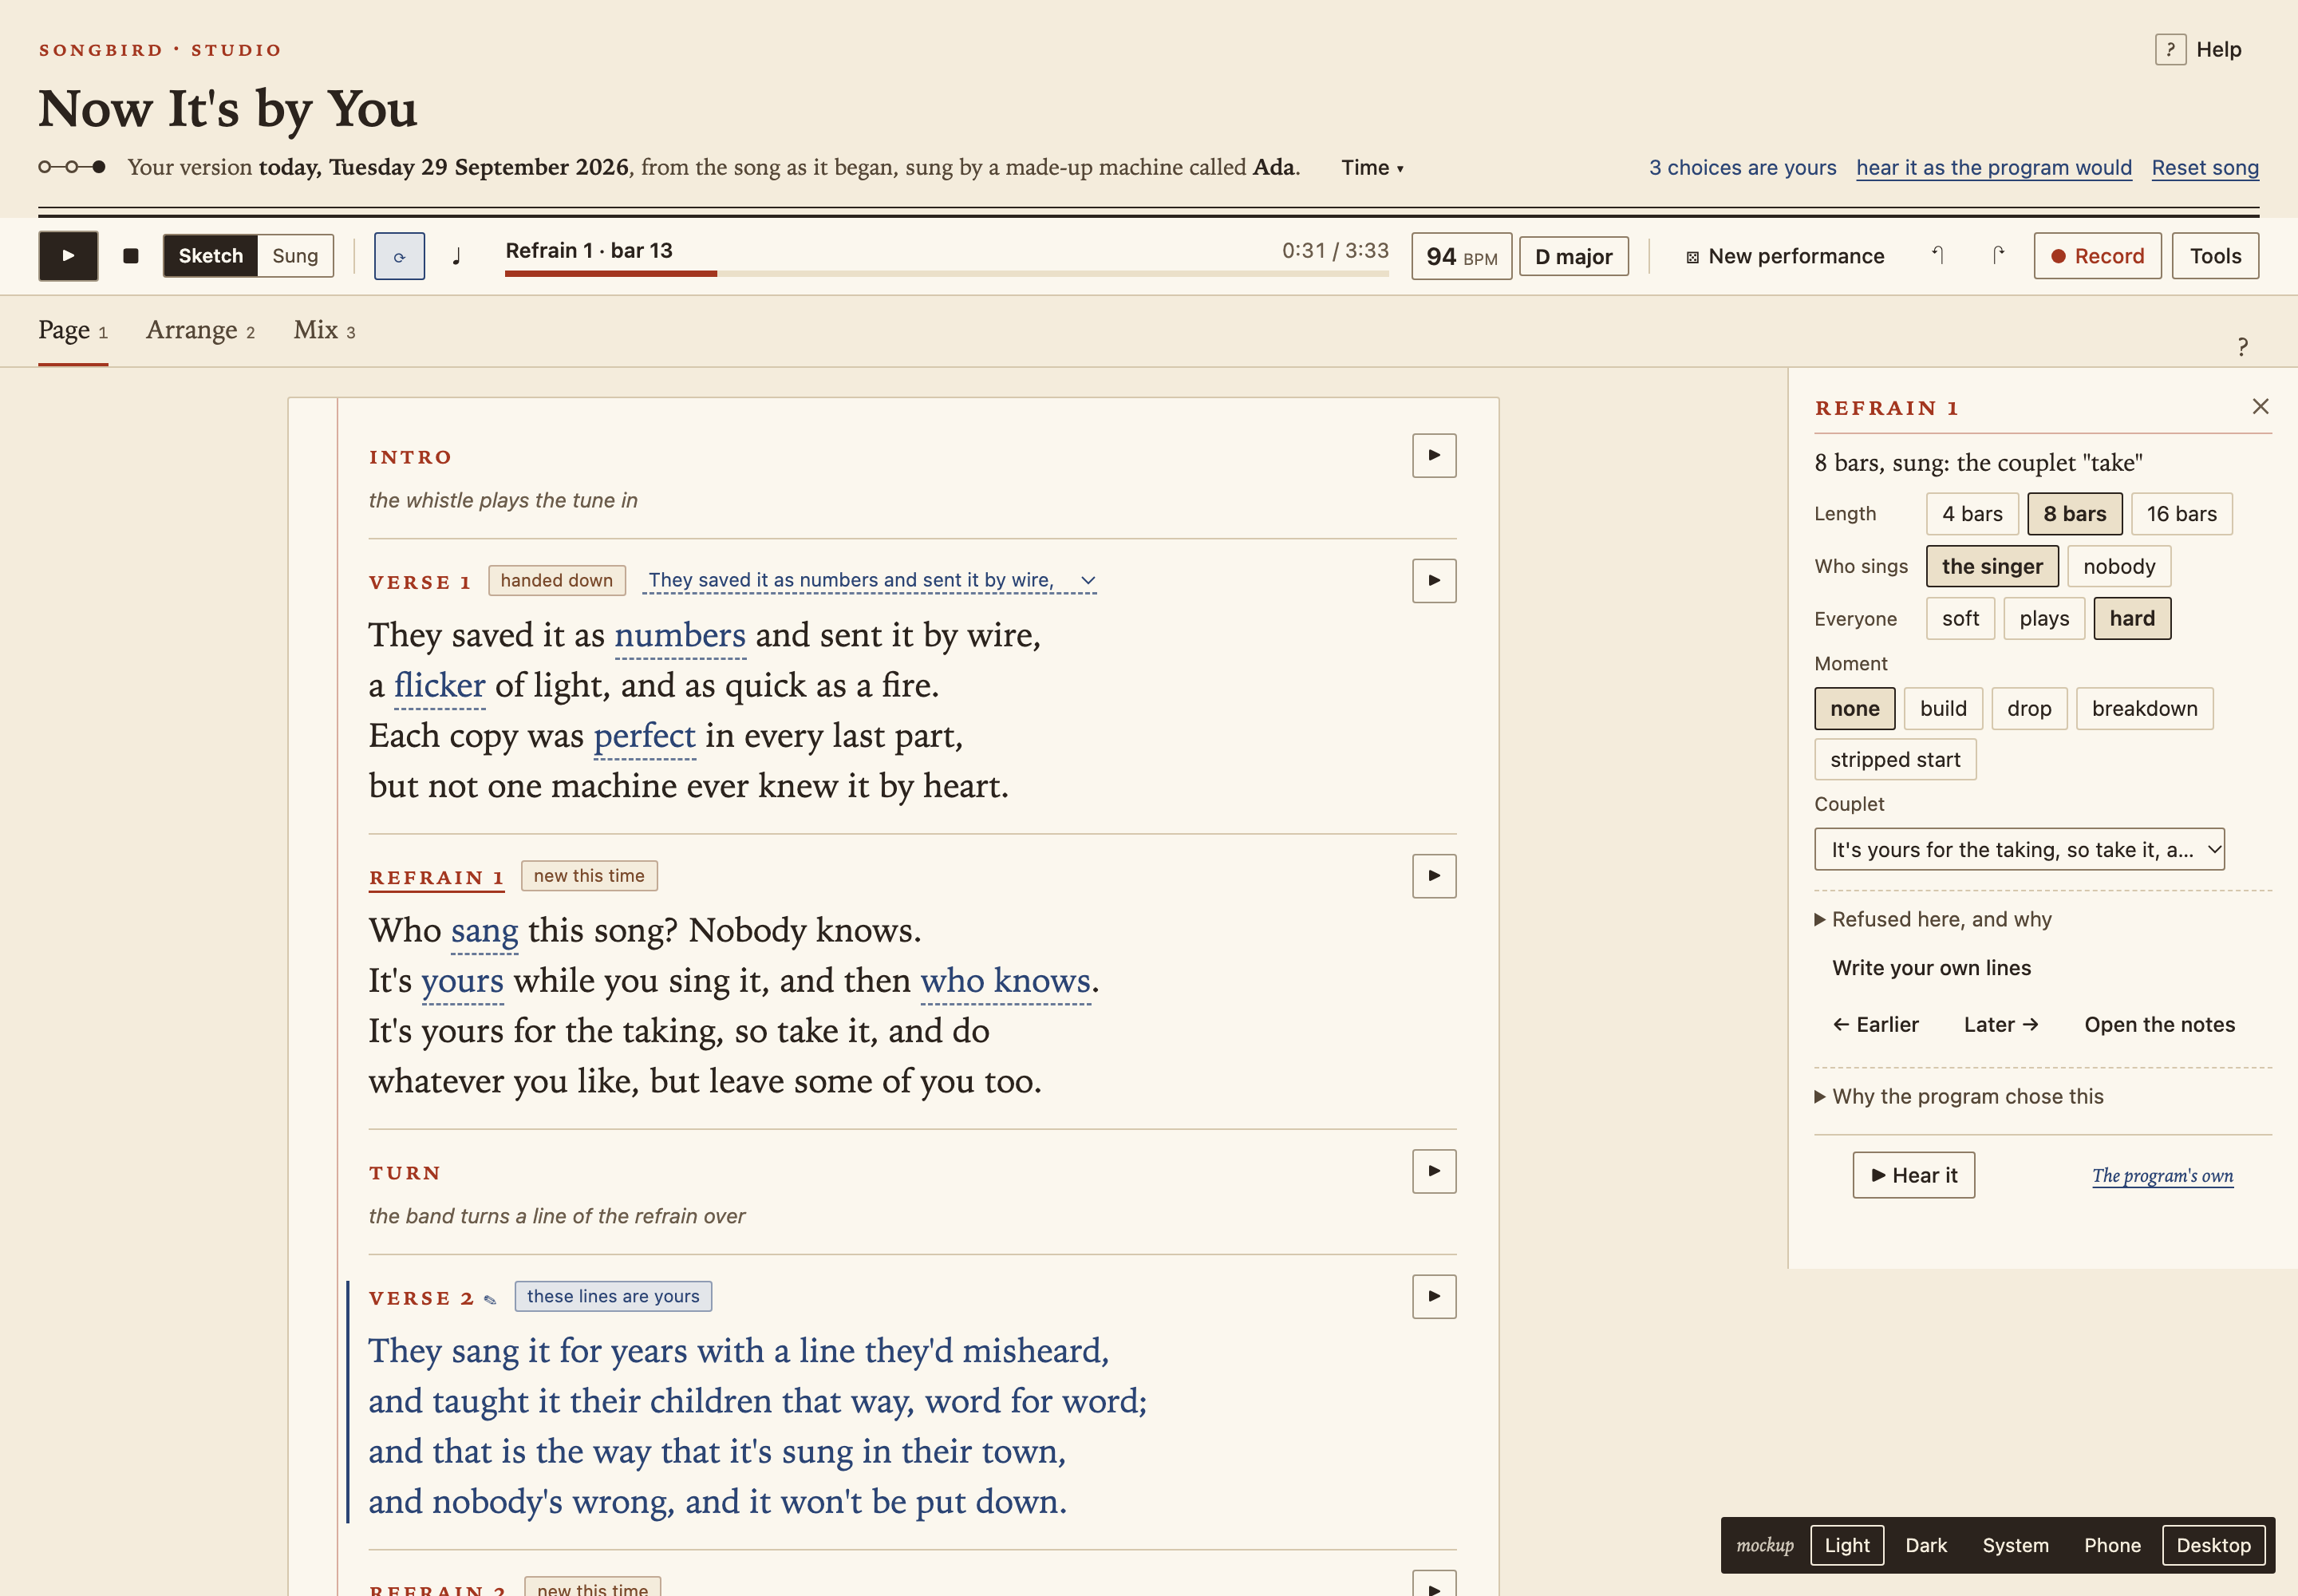 SONGBIRD · STUDIO
? Help
Now It's by You
Your version today, Tuesday 29 September 2026, from the song as it began, sung by a made-up machine called Ada.
Time ▾
3 choices are yours
hear it as the program would
Reset song
Sketch
Sung
Refrain 1 · bar 13
0:31 / 3:33
94 BPM
D major
New performance
Record
Tools
Page 1
Arrange 2
Mix 3
?
INTRO
the whistle plays the tune in
VERSE 1
handed down
They saved it as numbers and sent it by wire,
They saved it as numbers and sent it by wire,
a flicker of light, and as quick as a fire.
Each copy was perfect in every last part,
but not one machine ever knew it by heart.
REFRAIN 1
new this time
Who sang this song? Nobody knows.
It's yours while you sing it, and then who knows.
It's yours for the taking, so take it, and do
whatever you like, but leave some of you too.
TURN
the band turns a line of the refrain over
VERSE 2
these lines are yours
They sang it for years with a line they'd misheard,
and taught it their children that way, word for word;
and that is the way that it's sung in their town,
and nobody's wrong, and it won't be put down.
REFRAIN 2
new this time
REFRAIN 1
8 bars, sung: the couplet "take"
Length
4 bars
8 bars
16 bars
Who sings
the singer
nobody
Everyone
soft
plays
hard
Moment
none
build
drop
breakdown
stripped start
Couplet
It's yours for the taking, so take it, a...
Refused here, and why
Write your own lines
← Earlier
Later →
Open the notes
Why the program chose this
Hear it
The program's own
mockup
Light
Dark
System
Phone
Desktop